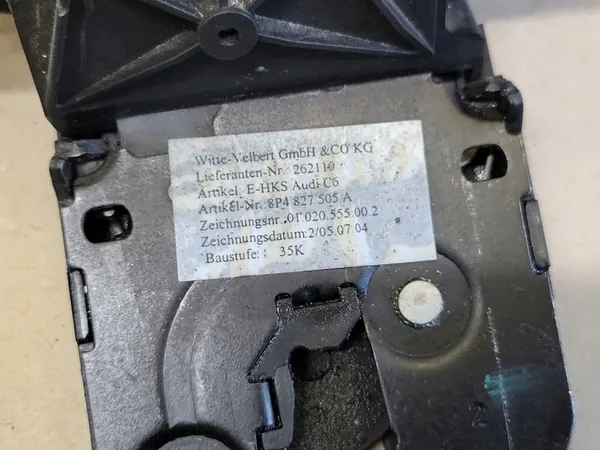 Witte-Velbert GmbH &CO KG
Lieferanten-Nr.: 262110
Artikel: E-HKS Audi C6
Artikel-Nr.: 8P4 827 505 A
Zeichnungsnr.:01 020.555.00 2
Zeichnungsdatum:2/05.07.04
Baustufe: : 35K
2